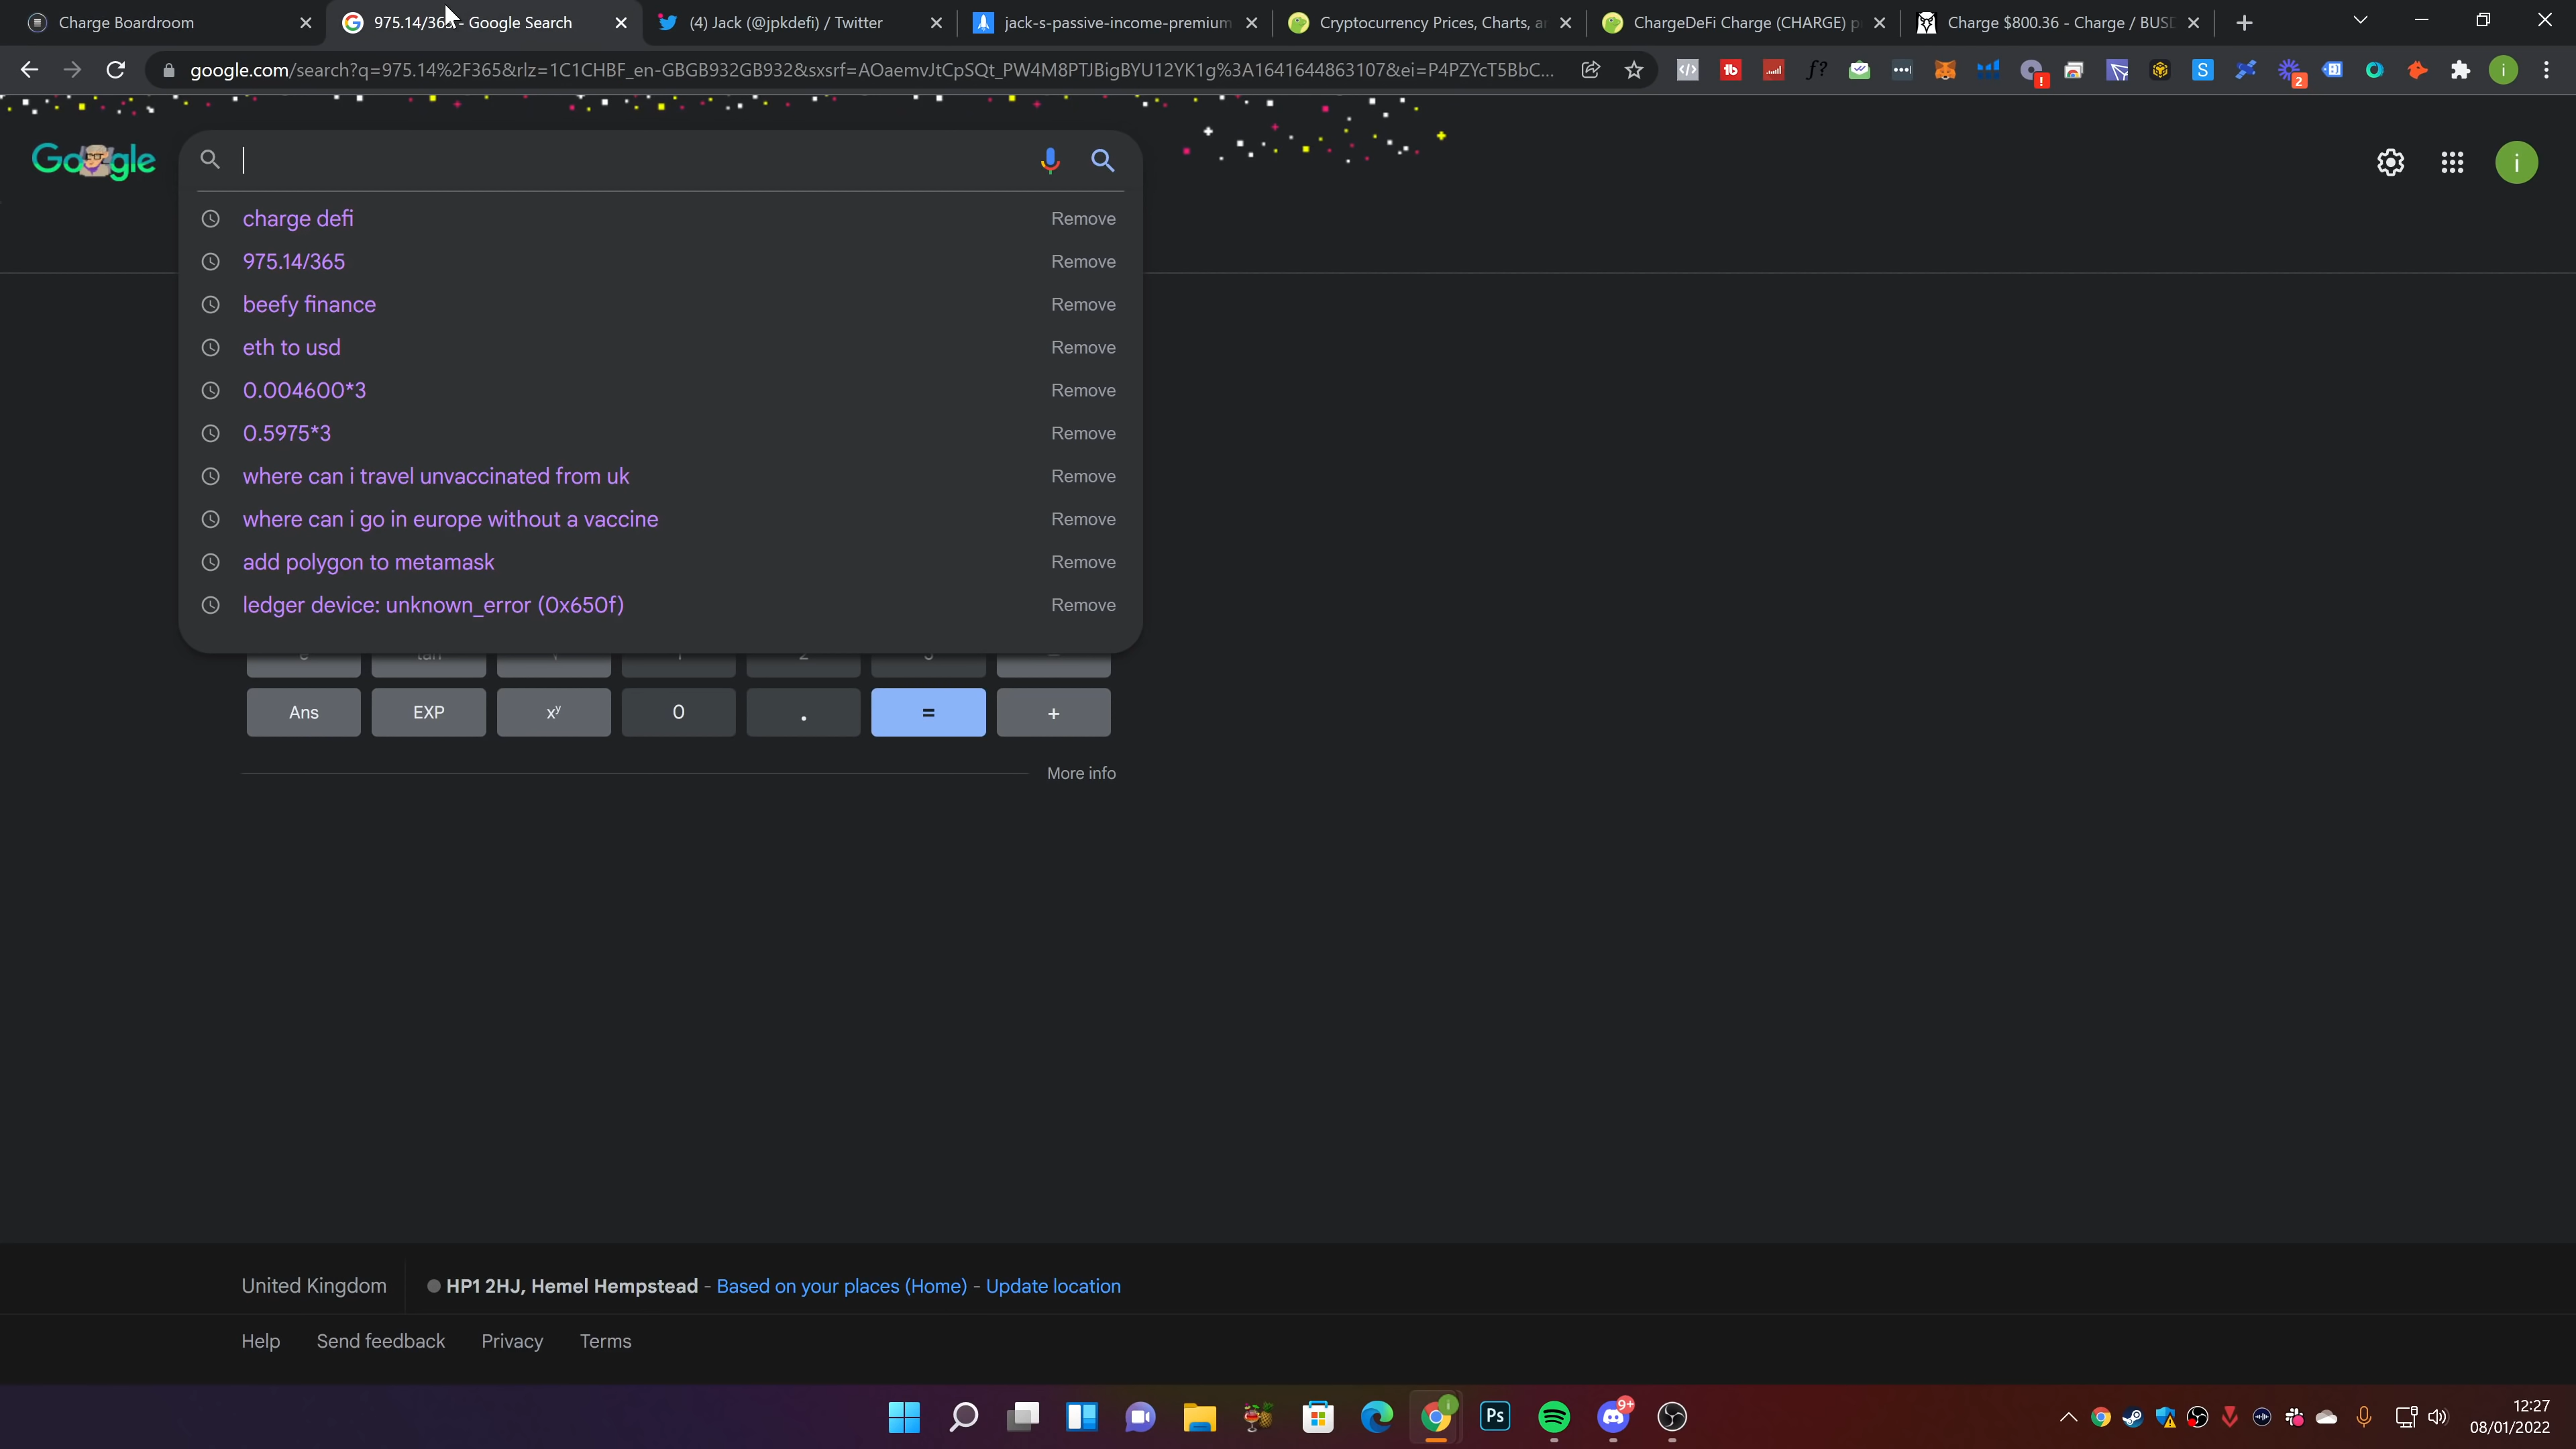 Charge Boardroom
975.14/365 - Google Search
(4) Jack (@jpkdefi) / Twitter
jack-s-passive-income-premium
Cryptocurrency Prices, Charts, a
ChargeDeFi Charge (CHARGE) p
Charge $800.36 - Charge / BUSD
google.com/search?q=975.14%2F365&rlz=1C1CHBF_en-GBGB932GB932&sxsrf=AOaemvJtCpSQt_PW4M8PTJBigBYU12YK1g%3A1641644863107&ei=P4PZYcT5BbC...
Google
i
charge defi Remove
975.14/365 Remove
beefy finance Remove
eth to usd Remove
0.004600*3 Remove
0.5975*3 Remove
where can i travel unvaccinated from uk Remove
where can i go in europe without a vaccine Remove
add polygon to metamask Remove
ledger device: unknown_error (0x650f) Remove
Ans EXP xʸ 0 . = +
More info
United Kingdom HP1 2HJ, Hemel Hempstead - Based on your places (Home) - Update location
Help Send feedback Privacy Terms
Ps
9+
12:27
08/01/2022